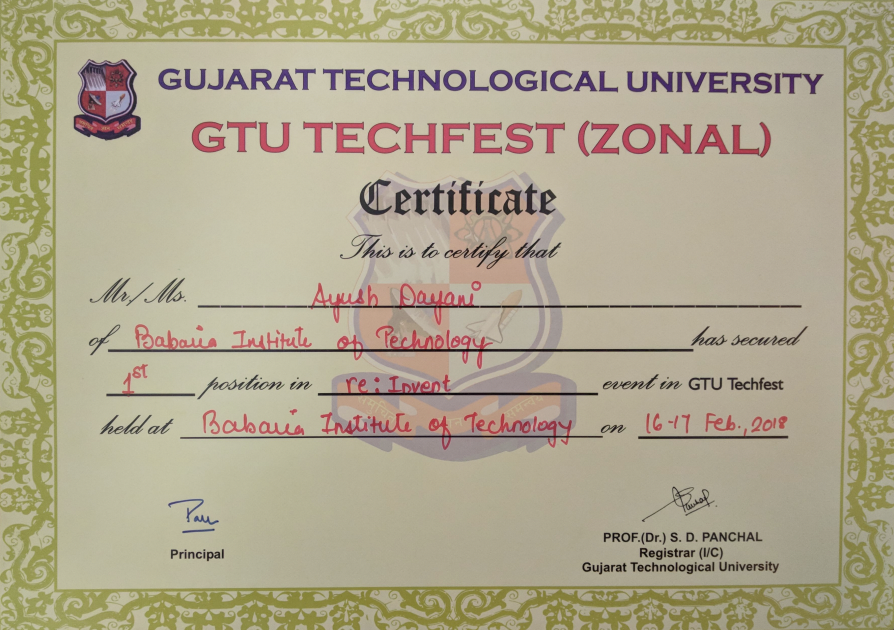 GUJARAT TECHNOLOGICAL UNIVERSITY
GTU TECHFEST (ZONAL)
Certificate
This is to certify that
Mr./Ms. Ayush Dayani
of Babaria Institute of Technology has secured
1st position in re:Invent event in GTU Techfest
held at Babaria Institute of Technology on 16-17 Feb., 2018
Principal
PROF.(Dr.) S. D. PANCHAL
Registrar (I/C)
Gujarat Technological University